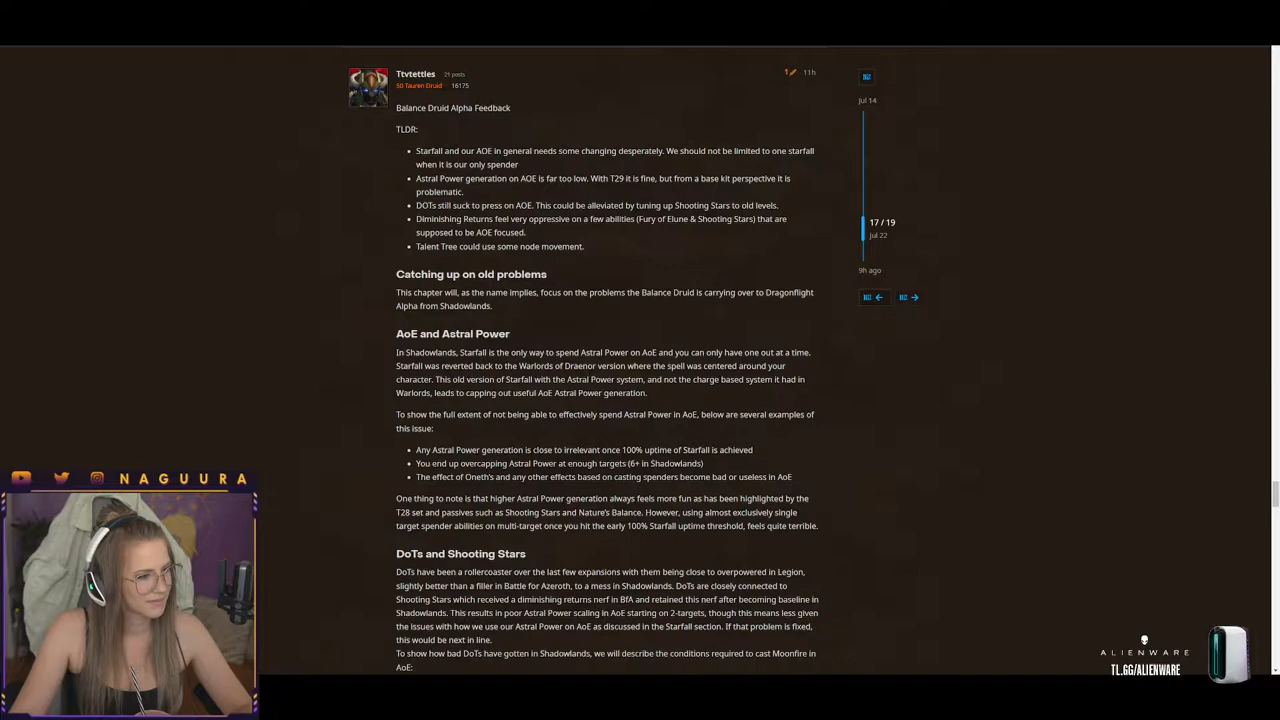 Ttvtettles 21 posts
50 Tauren Druid 16175
1 11h
Balance Druid Alpha Feedback
TLDR:
Starfall and our AOE in general needs some changing desperately. We should not be limited to one starfall
when it is our only spender
Astral Power generation on AOE is far too low. With T29 it is fine, but from a base kit perspective it is
problematic.
DOTs still suck to press on AOE. This could be alleviated by tuning up Shooting Stars to old levels.
Diminishing Returns feel very oppressive on a few abilities (Fury of Elune & Shooting Stars) that are
supposed to be AOE focused.
Talent Tree could use some node movement.
Catching up on old problems
This chapter will, as the name implies, focus on the problems the Balance Druid is carrying over to Dragonflight
Alpha from Shadowlands.
AoE and Astral Power
In Shadowlands, Starfall is the only way to spend Astral Power on AoE and you can only have one out at a time.
Starfall was reverted back to the Warlords of Draenor version where the spell was centered around your
character. This old version of Starfall with the Astral Power system, and not the charge based system it had in
Warlords, leads to capping out useful AoE Astral Power generation.
To show the full extent of not being able to effectively spend Astral Power in AoE, below are several examples of
this issue:
Any Astral Power generation is close to irrelevant once 100% uptime of Starfall is achieved
You end up overcapping Astral Power at enough targets (6+ in Shadowlands)
The effect of Oneth's and any other effects based on casting spenders become bad or useless in AoE
One thing to note is that higher Astral Power generation always feels more fun as has been highlighted by the
T28 set and passives such as Shooting Stars and Nature's Balance. However, using almost exclusively single
target spender abilities on multi-target once you hit the early 100% Starfall uptime threshold, feels quite terrible.
DoTs and Shooting Stars
DoTs have been a rollercoaster over the last few expansions with them being close to overpowered in Legion,
slightly better than a filler in Battle for Azeroth, to a mess in Shadowlands. DoTs are closely connected to
Shooting Stars which received a diminishing returns nerf in BfA and retained this nerf after becoming baseline in
Shadowlands. This results in poor Astral Power scaling in AoE starting on 2-targets, though this means less given
the issues with how we use our Astral Power on AoE as discussed in the Starfall section. If that problem is fixed,
this would be next in line.
To show how bad DoTs have gotten in Shadowlands, we will describe the conditions required to cast Moonfire in
AoE:
Jul 14
17 / 19
Jul 22
9h ago
NAGUURA
ALIENWARE
TL.GG/ALIENWARE